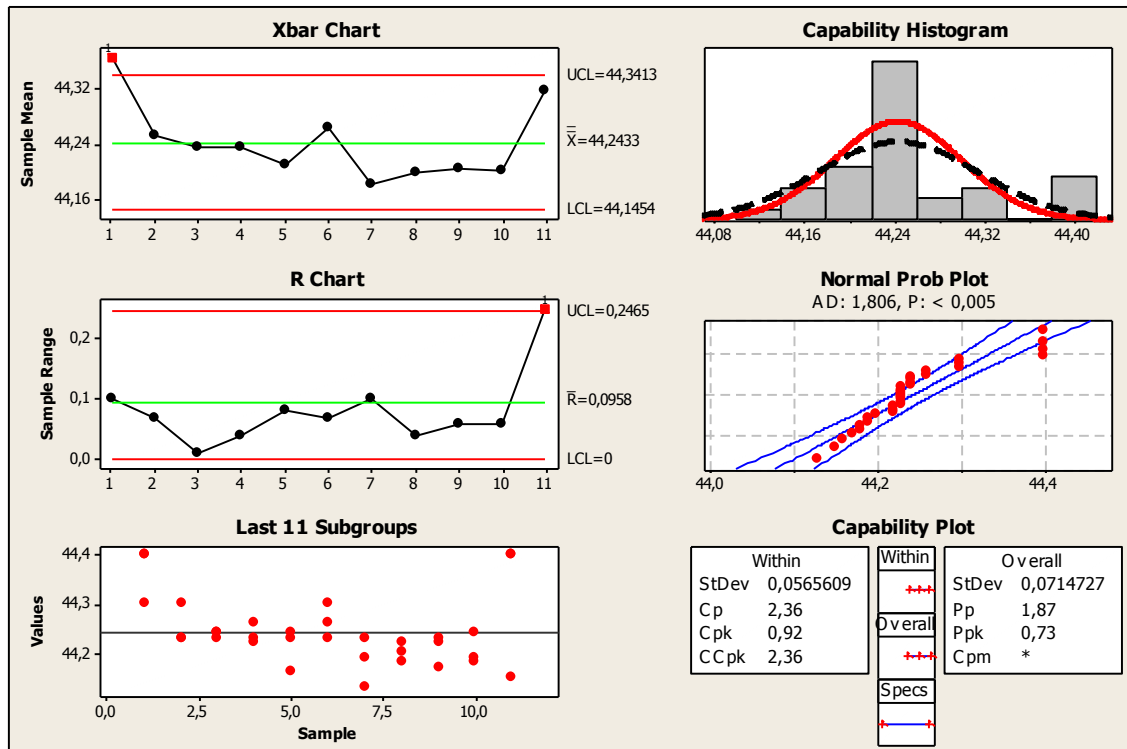 Xbar Chart
1
Sample Mean
44,32
44,24
44,16
UCL=44,3413
X=44,2433
LCL=44,1454
1 2 3 4 5 6 7 8 9 10 11
Capability Histogram
44,08 44,16 44,24 44,32 44,40
R Chart
1
Sample Range
0,2
0,1
0,0
UCL=0,2465
R=0,0958
LCL=0
1 2 3 4 5 6 7 8 9 10 11
Normal Prob Plot
AD: 1,806, P: < 0,005
44,0 44,2 44,4
Last 11 Subgroups
Values
44,4
44,3
44,2
0,0 2,5 5,0 7,5 10,0
Sample
Capability Plot
Within
StDev 0,0565609
Cp 2,36
Cpk 0,92
CCpk 2,36
Within
Overall
Specs
Overall
StDev 0,0714727
Pp 1,87
Ppk 0,73
Cpm *